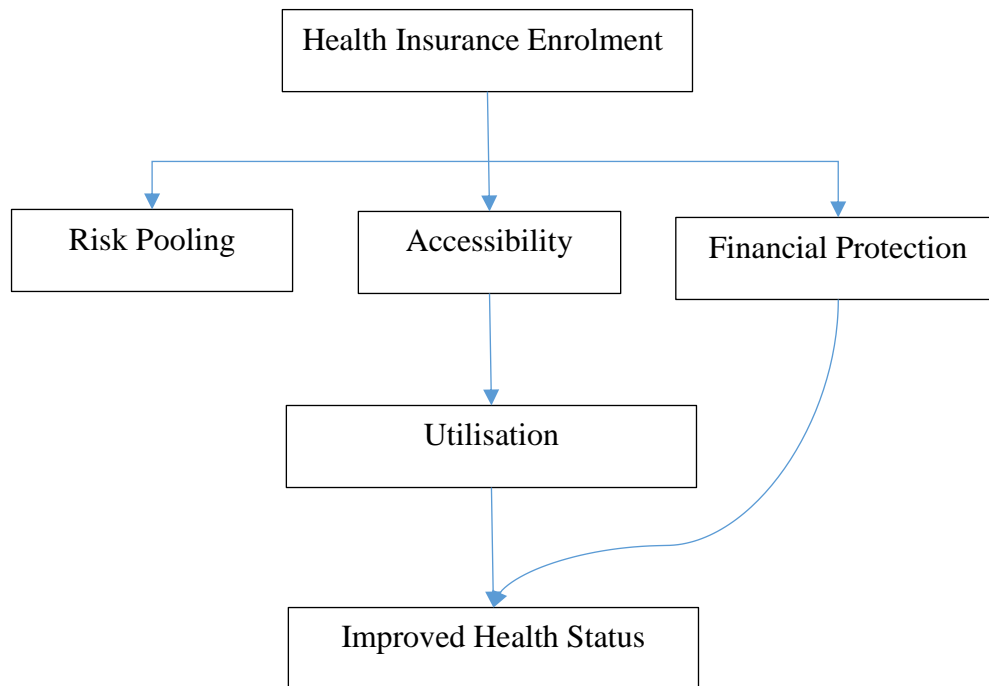 Health Insurance Enrolment
Risk Pooling
Accessibility
Financial Protection
Utilisation
Improved Health Status